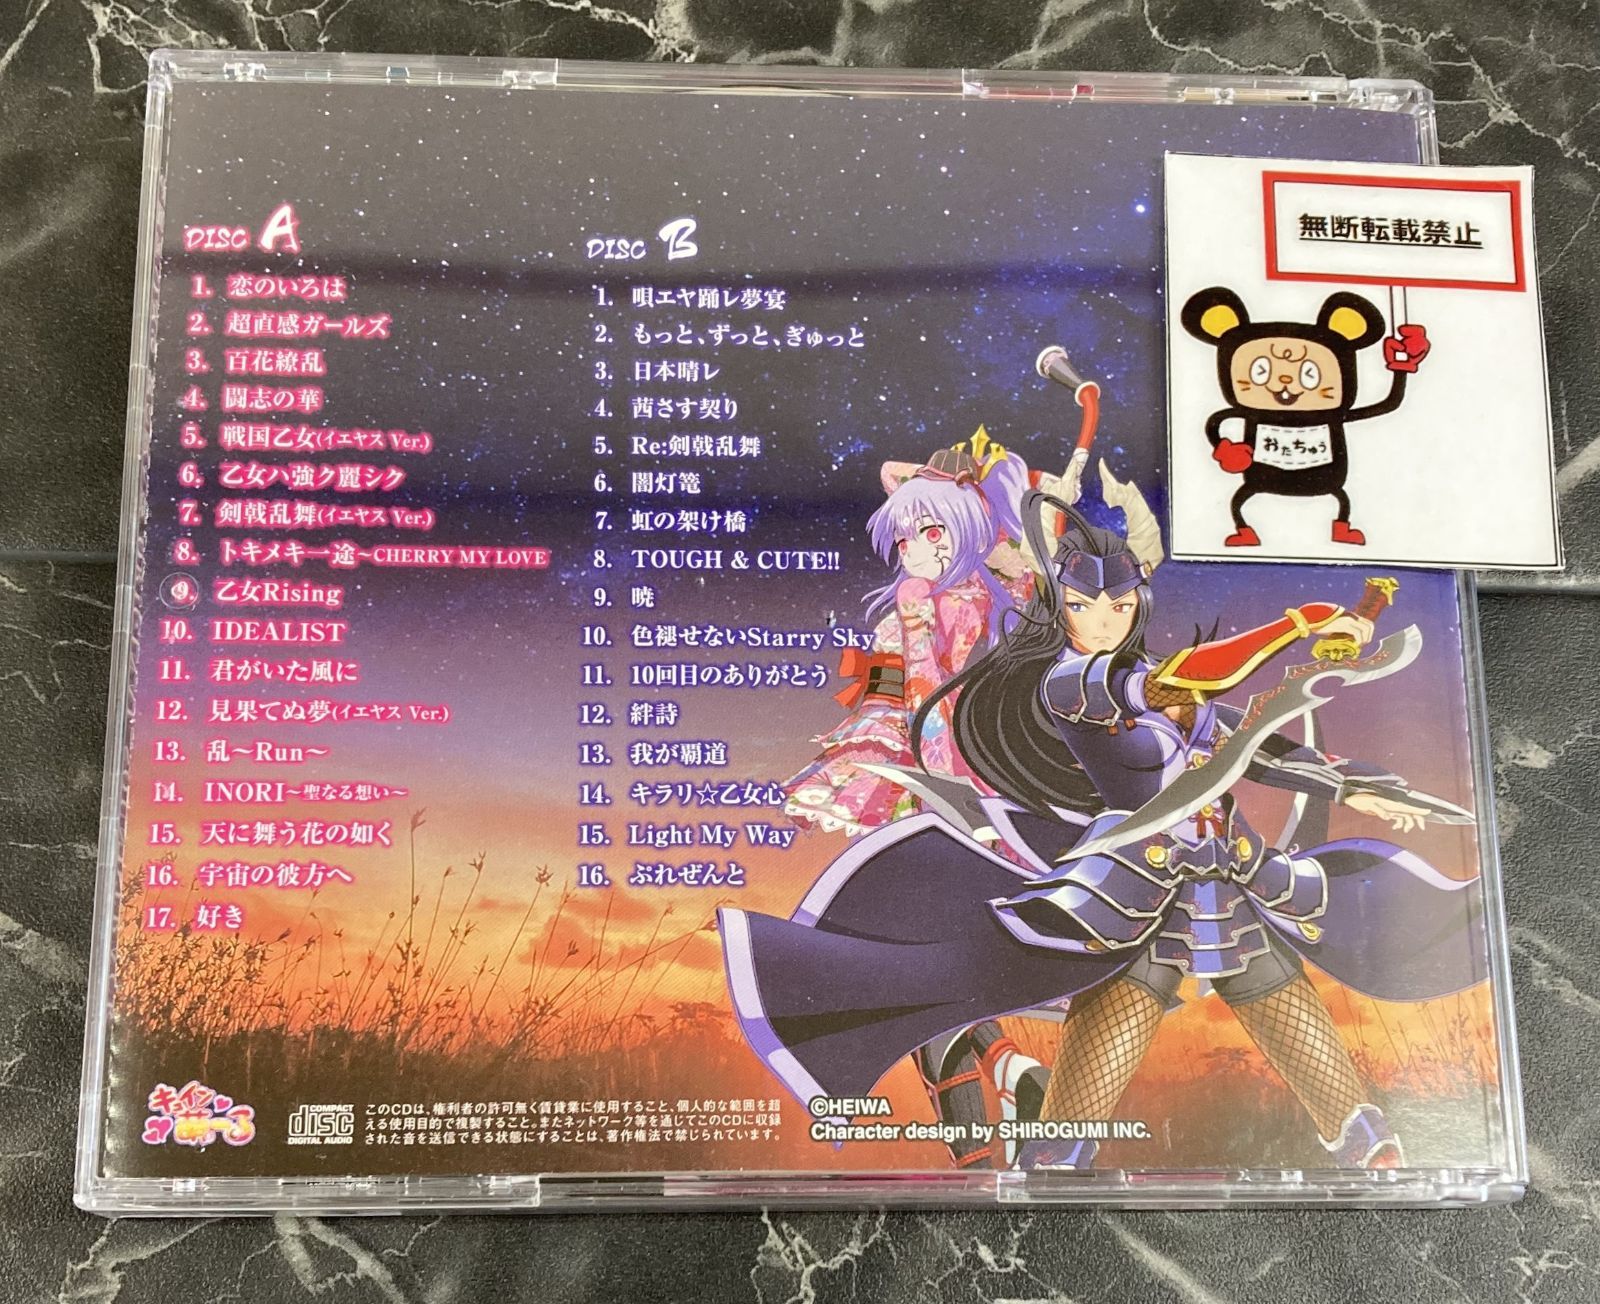 DISC A
1. 恋のいろは
2. 超直感ガールズ
3. 百花繚乱
4. 闘志の華
5. 戦国乙女(イエヤス Ver.)
6. 乙女ハ強ク麗シク
7. 剣戟乱舞(イエヤス Ver.)
8. トキメキ一途～CHERRY MY LOVE
9. 乙女Rising
10. IDEALIST
11. 君がいた風に
12. 見果てぬ夢(イエヤス Ver.)
13. 乱～Run～
14. INORI～聖なる想い～
15. 天に舞う花の如く
16. 宇宙の彼方へ
17. 好き
DISC B
1. 唄エヤ踊レ夢宴
2. もっと、ずっと、ぎゅっと
3. 日本晴レ
4. 茜さす契り
5. Re:剣戟乱舞
6. 闇灯篭
7. 虹の架け橋
8. TOUGH & CUTE!!
9. 暁
10. 色褪せないStarry Sky
11. 10回目のありがとう
12. 絆詩
13. 我が覇道
14. キラリ☆乙女心
15. Light My Way
16. ぷれぜんと
無断転載禁止
おたちゅう
キュイン
COMPACT
disc
DIGITAL AUDIO
このCDは、権利者の許可無く賃貸業に使用すること、個人的な範囲を超
える使用目的で複製すること。またネットワーク等を通じてこのCDに収録
された音を送信できる状態にすることは、著作権法で禁じられています。
©HEIWA
Character design by SHIROGUMI INC.